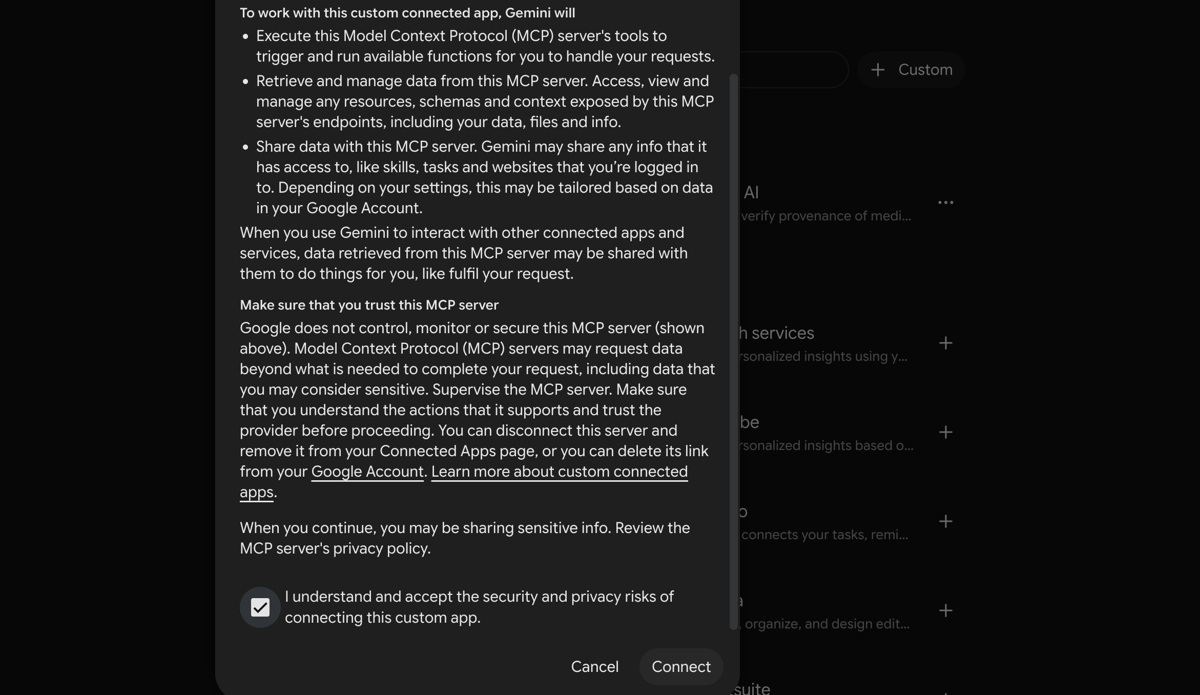 To work with this custom connected app, Gemini will
• Execute this Model Context Protocol (MCP) server's tools to
trigger and run available functions for you to handle your requests.
• Retrieve and manage data from this MCP server. Access, view and
manage any resources, schemas and context exposed by this MCP
server's endpoints, including your data, files and info.
• Share data with this MCP server. Gemini may share any info that it
has access to, like skills, tasks and websites that you’re logged in
to. Depending on your settings, this may be tailored based on data
in your Google Account.
When you use Gemini to interact with other connected apps and
services, data retrieved from this MCP server may be shared with
them to do things for you, like fulfil your request.
Make sure that you trust this MCP server
Google does not control, monitor or secure this MCP server (shown
above). Model Context Protocol (MCP) servers may request data
beyond what is needed to complete your request, including data that
you may consider sensitive. Supervise the MCP server. Make sure
that you understand the actions that it supports and trust the
provider before proceeding. You can disconnect this server and
remove it from your Connected Apps page, or you can delete its link
from your Google Account. Learn more about custom connected
apps.
When you continue, you may be sharing sensitive info. Review the
MCP server's privacy policy.
I understand and accept the security and privacy risks of
connecting this custom app.
Cancel
Connect
+ Custom
AI
verify provenance of medi...
services
insights using y...
insights based on o...
connects your tasks, remi...
organize, and design edit...
suite